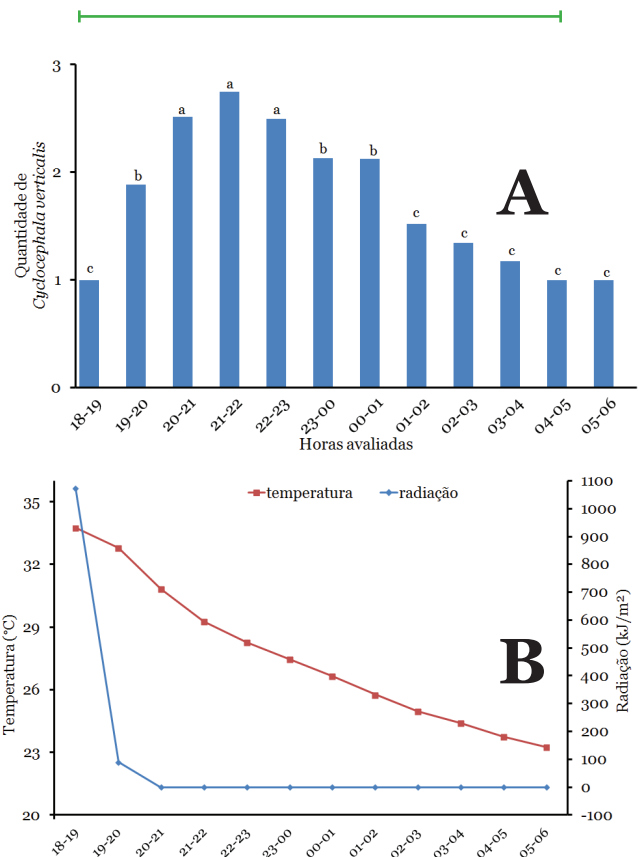 3
2
1
0
Quantidade de
Cyclocephala verticalis
c
b
a
a
a
b
b
c
c
c
c
c
A
18-19
19-20
20-21
21-22
22-23
23-00
00-01
01-02
02-03
03-04
04-05
05-06
Horas avaliadas
temperatura
radiação
35
32
29
26
23
20
Temperatura (°C)
1100
1000
900
800
700
600
500
400
300
200
100
0
-100
Radiação (kJ/m²)
B
18-19
19-20
20-21
21-22
22-23
23-00
00-01
01-02
02-03
03-04
04-05
05-06